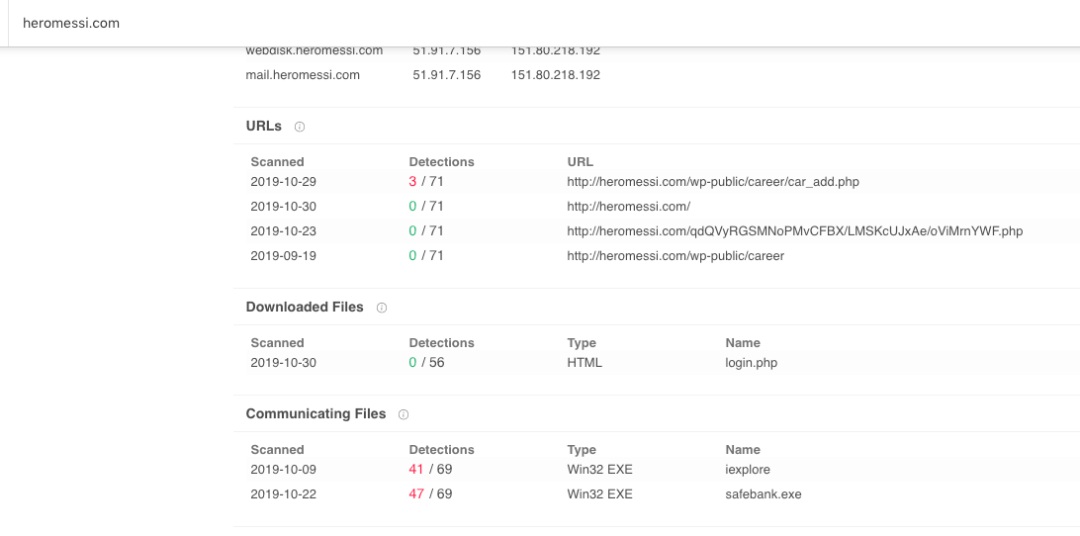 heromessi.com
webdisk.heromessi.com 51.91.7.156 151.80.218.192
mail.heromessi.com 51.91.7.156 151.80.218.192
URLs
Scanned Detections URL
2019-10-29 3 / 71 http://heromessi.com/wp-public/career/car_add.php
2019-10-30 0 / 71 http://heromessi.com/
2019-10-23 0 / 71 http://heromessi.com/qdQVyRGSMNoPMvCFBX/LMSKcUJxAe/oViMrnYWF.php
2019-09-19 0 / 71 http://heromessi.com/wp-public/career
Downloaded Files
Scanned Detections Type Name
2019-10-30 0 / 56 HTML login.php
Communicating Files
Scanned Detections Type Name
2019-10-09 41 / 69 Win32 EXE iexplore
2019-10-22 47 / 69 Win32 EXE safebank.exe